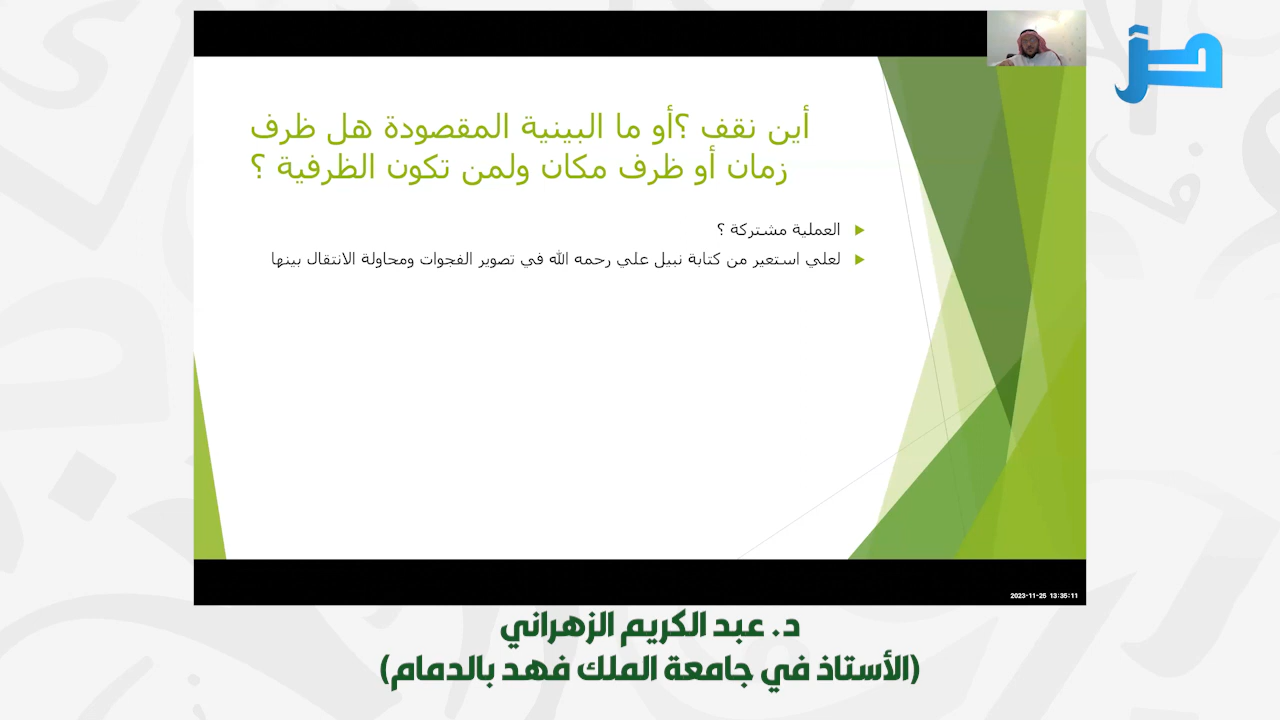 أين نقف ؟أو ما البينية المقصودة هل ظرف
زمان أو ظرف مكان ولمن تكون الظرفية ؟
العملية مشتركة ؟
لعلي استعير من كتابة نبيل علي رحمه الله في تصوير الفجوات ومحاولة الانتقال بينها
2023-11-25 13:35:11
د. عبد الكريم الزهراني
(الأستاذ في جامعة الملك فهد بالدمام)